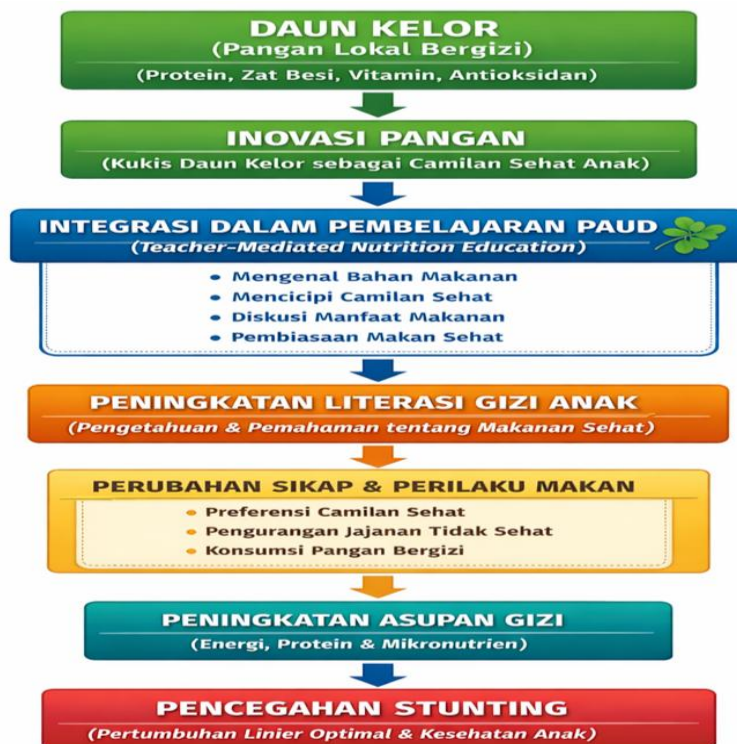 DAUN KELOR
(Pangan Lokal Bergizi)
(Protein, Zat Besi, Vitamin, Antioksidan)
INOVASI PANGAN
(Kukis Daun Kelor sebagai Camilan Sehat Anak)
INTEGRASI DALAM PEMBELAJARAN PAUD
(Teacher-Mediated Nutrition Education)
• Mengenal Bahan Makanan
• Mencicipi Camilan Sehat
• Diskusi Manfaat Makanan
• Pembiasaan Makan Sehat
PENINGKATAN LITERASI GIZI ANAK
(Pengetahuan & Pemahaman tentang Makanan Sehat)
PERUBAHAN SIKAP & PERILAKU MAKAN
• Preferensi Camilan Sehat
• Pengurangan Jajanan Tidak Sehat
• Konsumsi Pangan Bergizi
PENINGKATAN ASUPAN GIZI
(Energi, Protein & Mikronutrien)
PENCEGAHAN STUNTING
(Pertumbuhan Linier Optimal & Kesehatan Anak)